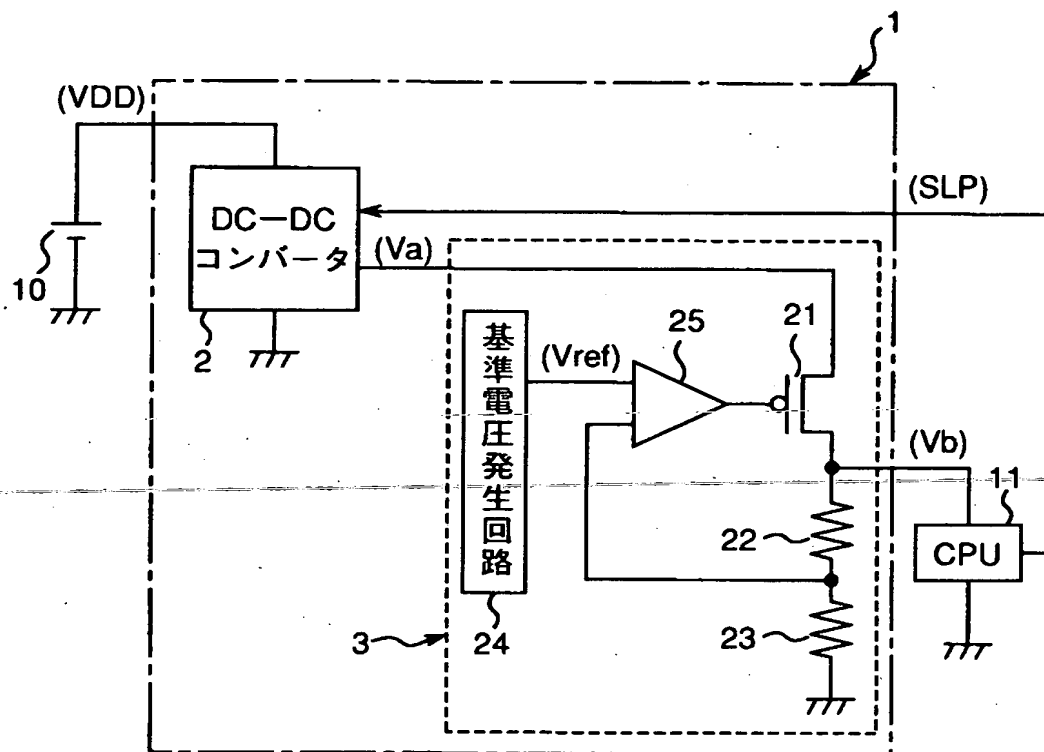 1
(VDD)
(SLP)
DC−DC
コンバータ
(Va)
10
2
25
21
基準電圧発生回路
(Vref)
(Vb)
11
22
CPU
3
24
23